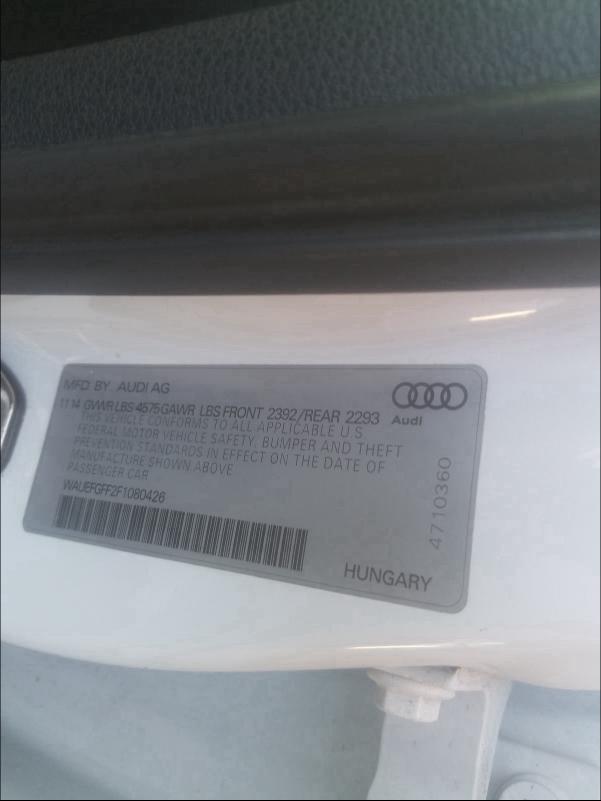 MFD. BY. AUDI AG
11 14 GVWR LBS 4575 GAWR LBS FRONT 2392/REAR 2293
THIS VEHICLE CONFORMS TO ALL APPLICABLE U.S.
FEDERAL MOTOR VEHICLE SAFETY, BUMPER AND THEFT
PREVENTION STANDARDS IN EFFECT ON THE DATE OF
MANUFACTURE SHOWN ABOVE
PASSENGER CAR
WAUEFGFF2F1080426
HUNGARY
Audi
4710360